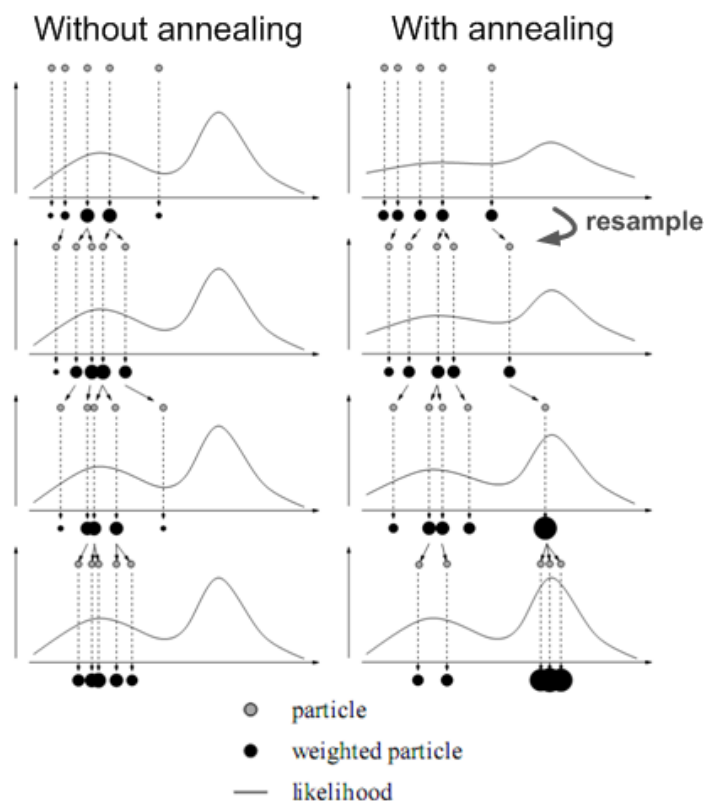 Without annealing
With annealing
resample
particle
weighted particle
likelihood